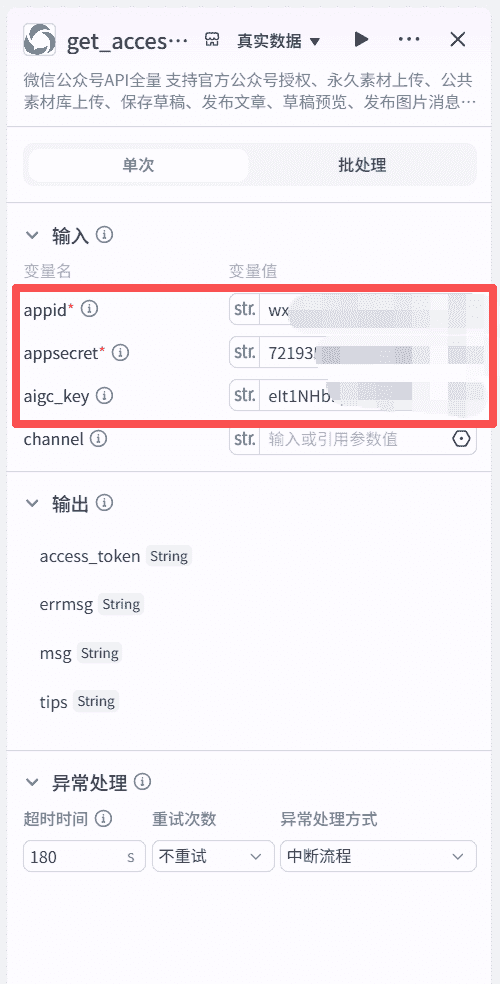 get_acces… 真实数据
微信公众号API全量 支持官方公众号授权、永久素材上传、公共
素材库上传、保存草稿、发布文章、草稿预览、发布图片消息…
单次 批处理
输入
变量名 变量值
appid* str. wx
appsecret* str. 72193
aigc_key str. eIt1NHb
channel str. 输入或引用参数值
输出
access_token String
errmsg String
msg String
tips String
异常处理
超时时间 重试次数 异常处理方式
180 s 不重试 中断流程